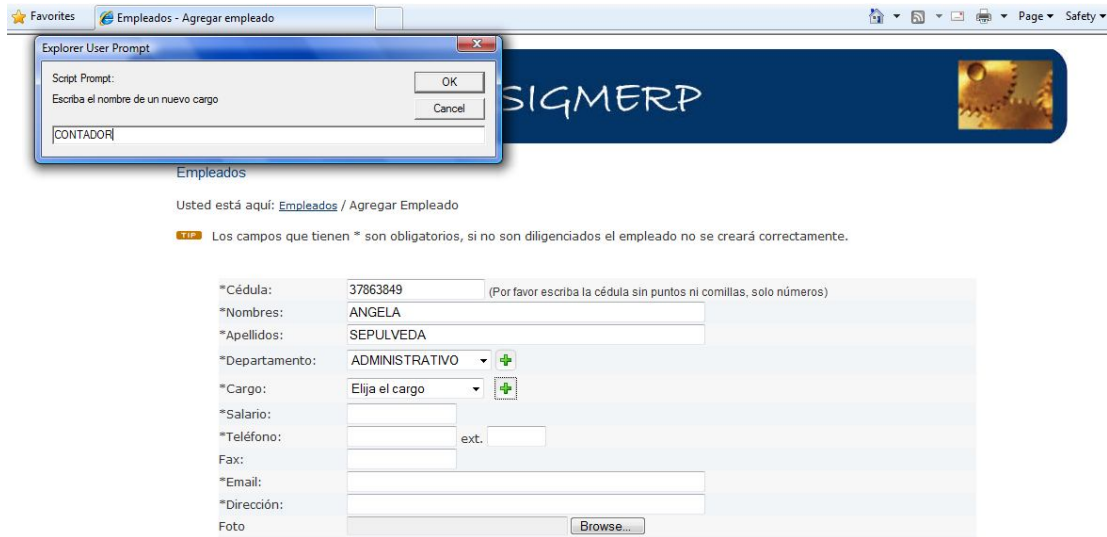 Favorites Empleados - Agregar empleado Page Safety
Explorer User Prompt
Script Prompt: OK
Escriba el nombre de un nuevo cargo
Cancel
CONTADOR
SIGMERP
Empleados
Usted está aquí: Empleados / Agregar Empleado
TIP Los campos que tienen * son obligatorios, si no son diligenciados el empleado no se creará correctamente.
*Cédula: 37863849 (Por favor escriba la cédula sin puntos ni comillas, solo números)
*Nombres: ANGELA
*Apellidos: SEPULVEDA
*Departamento: ADMINISTRATIVO
*Cargo: Elija el cargo
*Salario:
*Teléfono: ext.
Fax:
*Email:
*Dirección:
Foto Browse...